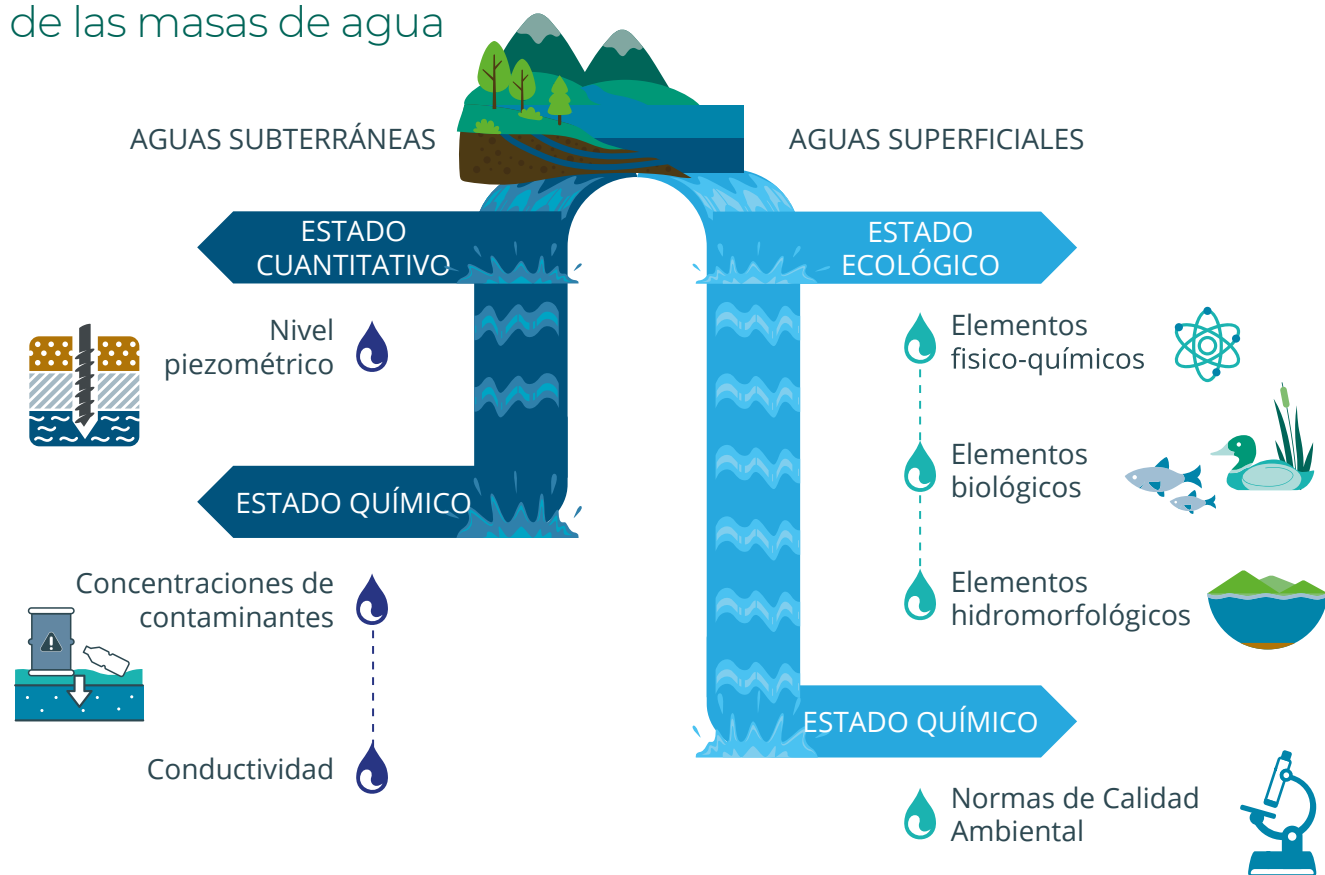 de las masas de agua
AGUAS SUBTERRÁNEAS
ESTADO
CUANTITATIVO
Nivel
piezométrico
ESTADO QUÍMICO
Concentraciones de
contaminantes
Conductividad
AGUAS SUPERFICIALES
ESTADO
ECOLÓGICO
Elementos
fisico-químicos
Elementos
biológicos
Elementos
hidromorfológicos
ESTADO QUÍMICO
Normas de Calidad
Ambiental